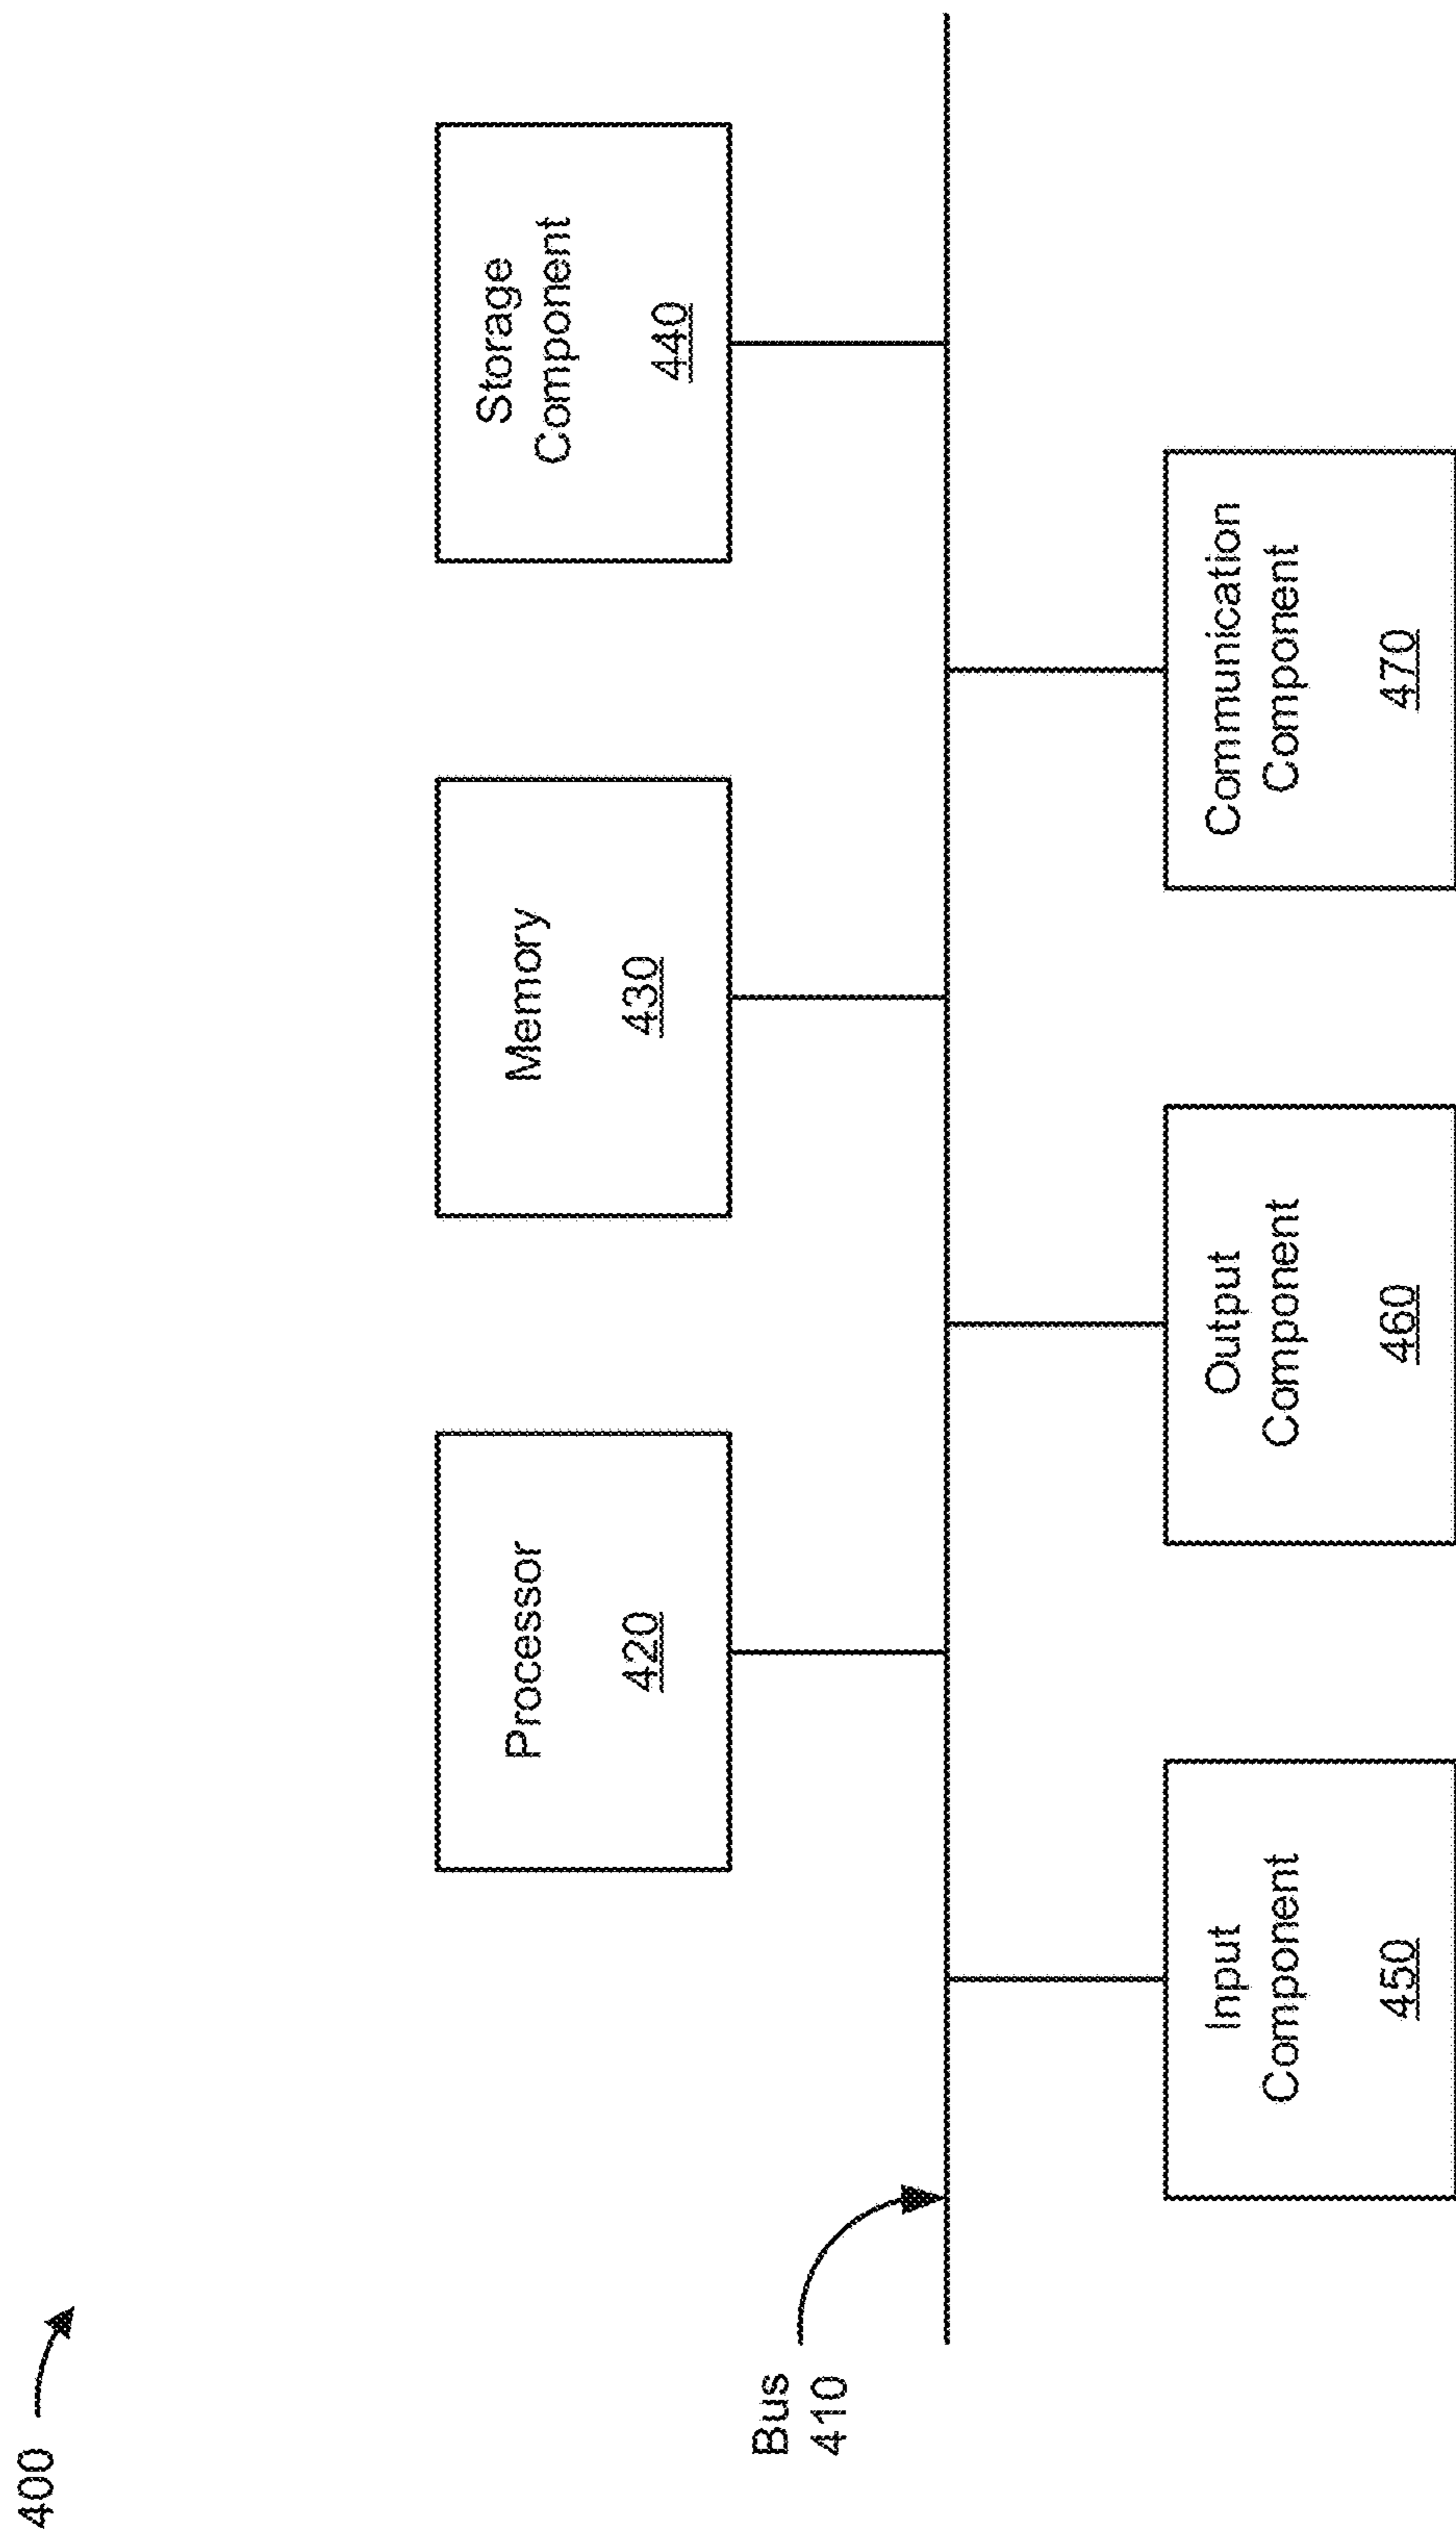 400
Processor
420
Memory
430
Storage
Component
440
Bus
410
Input
Component
450
Output
Component
460
Communication
Component
470